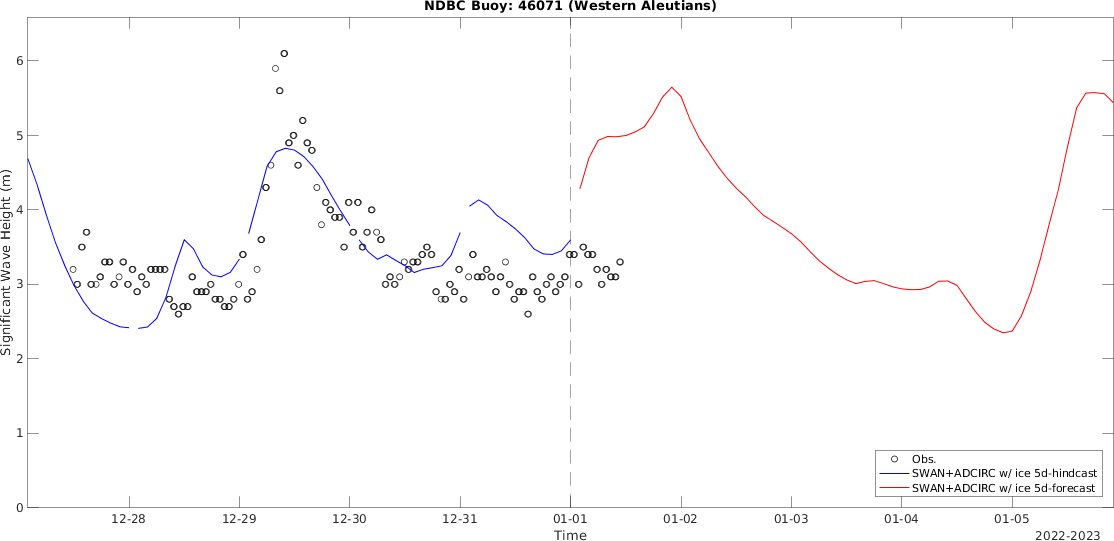 NDBC Buoy: 46071 (Western Aleutians)
Significant Wave Height (m)
6
5
4
3
2
1
0
12-28 12-29 12-30 12-31 01-01 01-02 01-03 01-04 01-05
Time
2022-2023
Obs.
SWAN+ADCIRC w/ ice 5d-hindcast
SWAN+ADCIRC w/ ice 5d-forecast